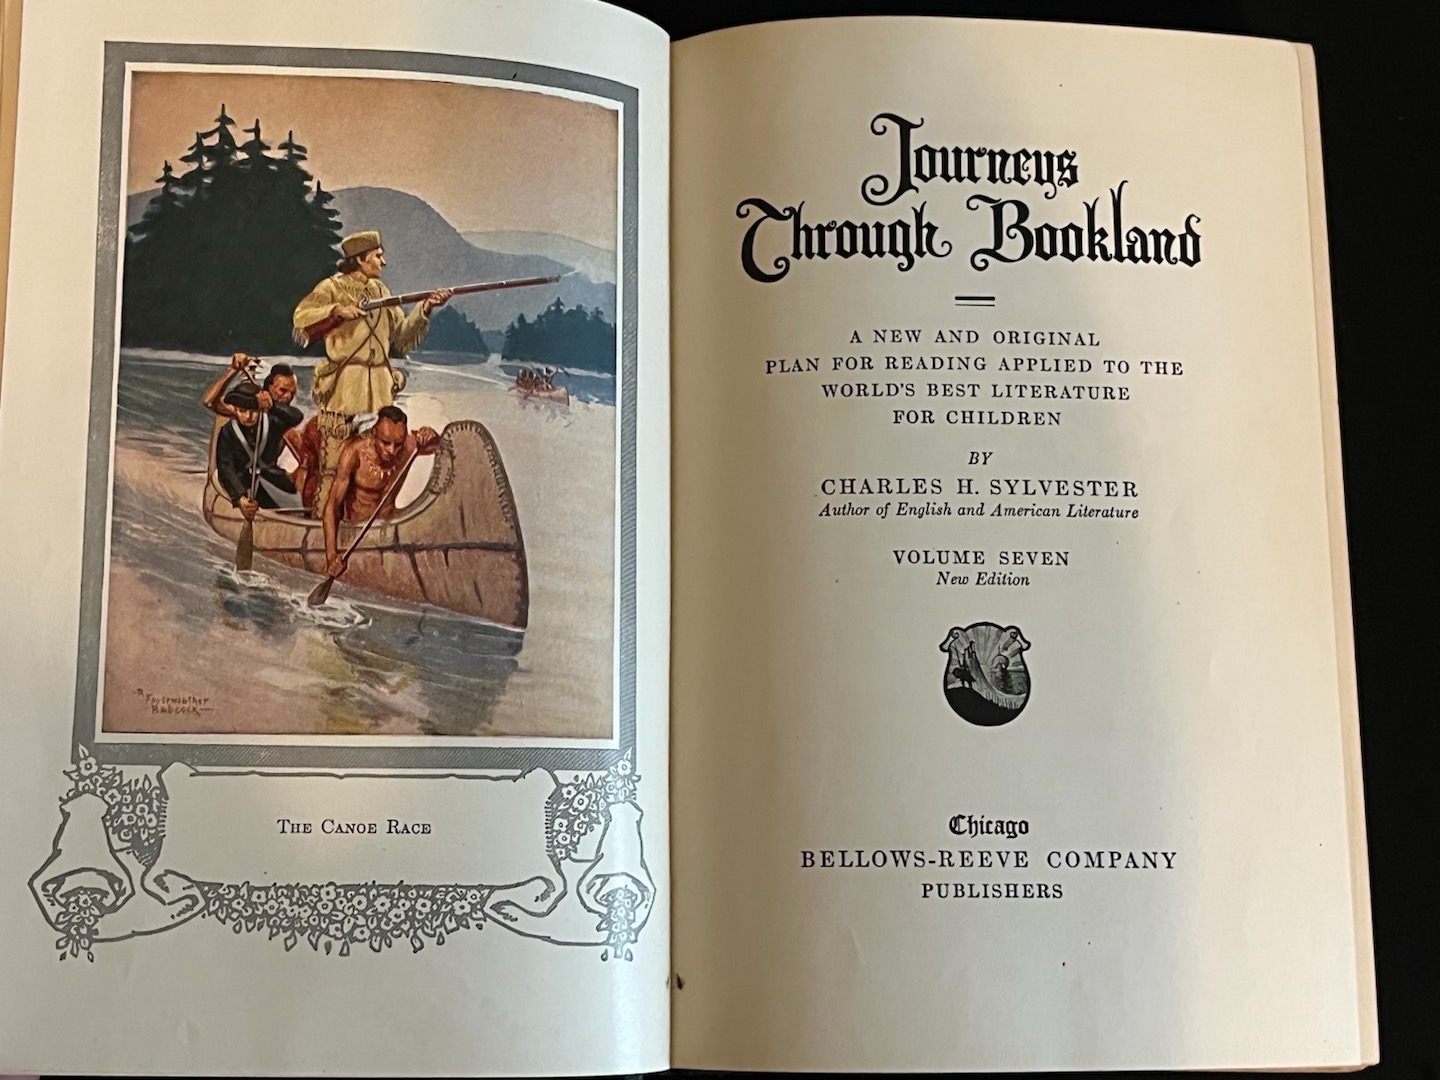 R
Fayerweather
Babcock
The Canoe Race
Journeys
Through Bookland
A NEW AND ORIGINAL
PLAN FOR READING APPLIED TO THE
WORLD'S BEST LITERATURE
FOR CHILDREN
BY
CHARLES H. SYLVESTER
Author of English and American Literature
VOLUME SEVEN
New Edition
Chicago
BELLOWS-REEVE COMPANY
PUBLISHERS